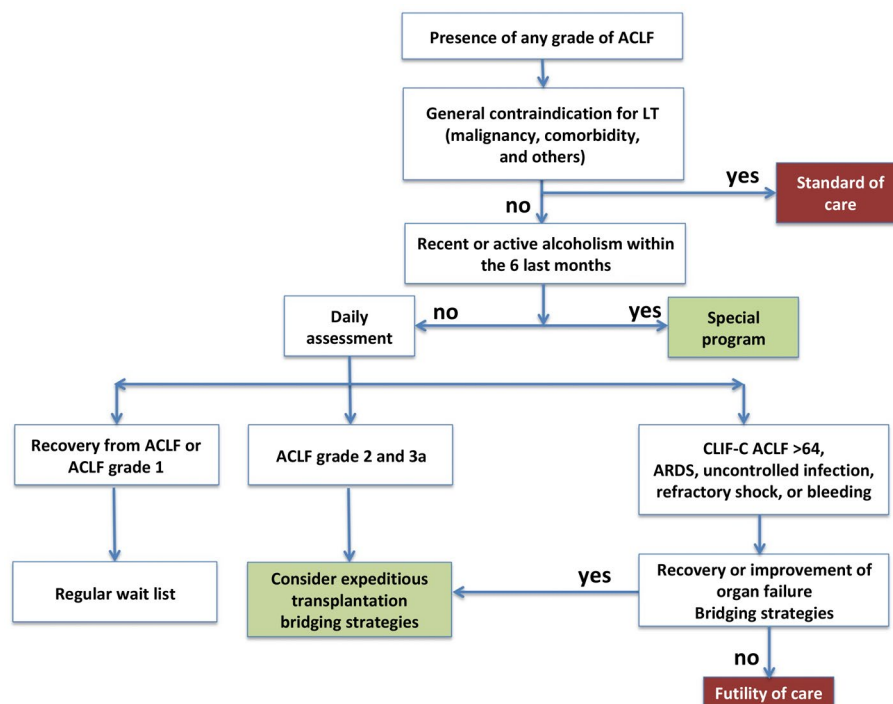 Presence of any grade of ACLF
General contraindication for LT
(malignancy, comorbidity,
and others)
yes
Standard of
care
no
Recent or active alcoholism within
the 6 last months
Daily
assessment
no
yes
Special
program
Recovery from ACLF or
ACLF grade 1
ACLF grade 2 and 3a
CLIF-C ACLF >64,
ARDS, uncontrolled infection,
refractory shock, or bleeding
Regular wait list
Consider expeditious
transplantation
bridging strategies
yes
Recovery or improvement of
organ failure
Bridging strategies
no
Futility of care